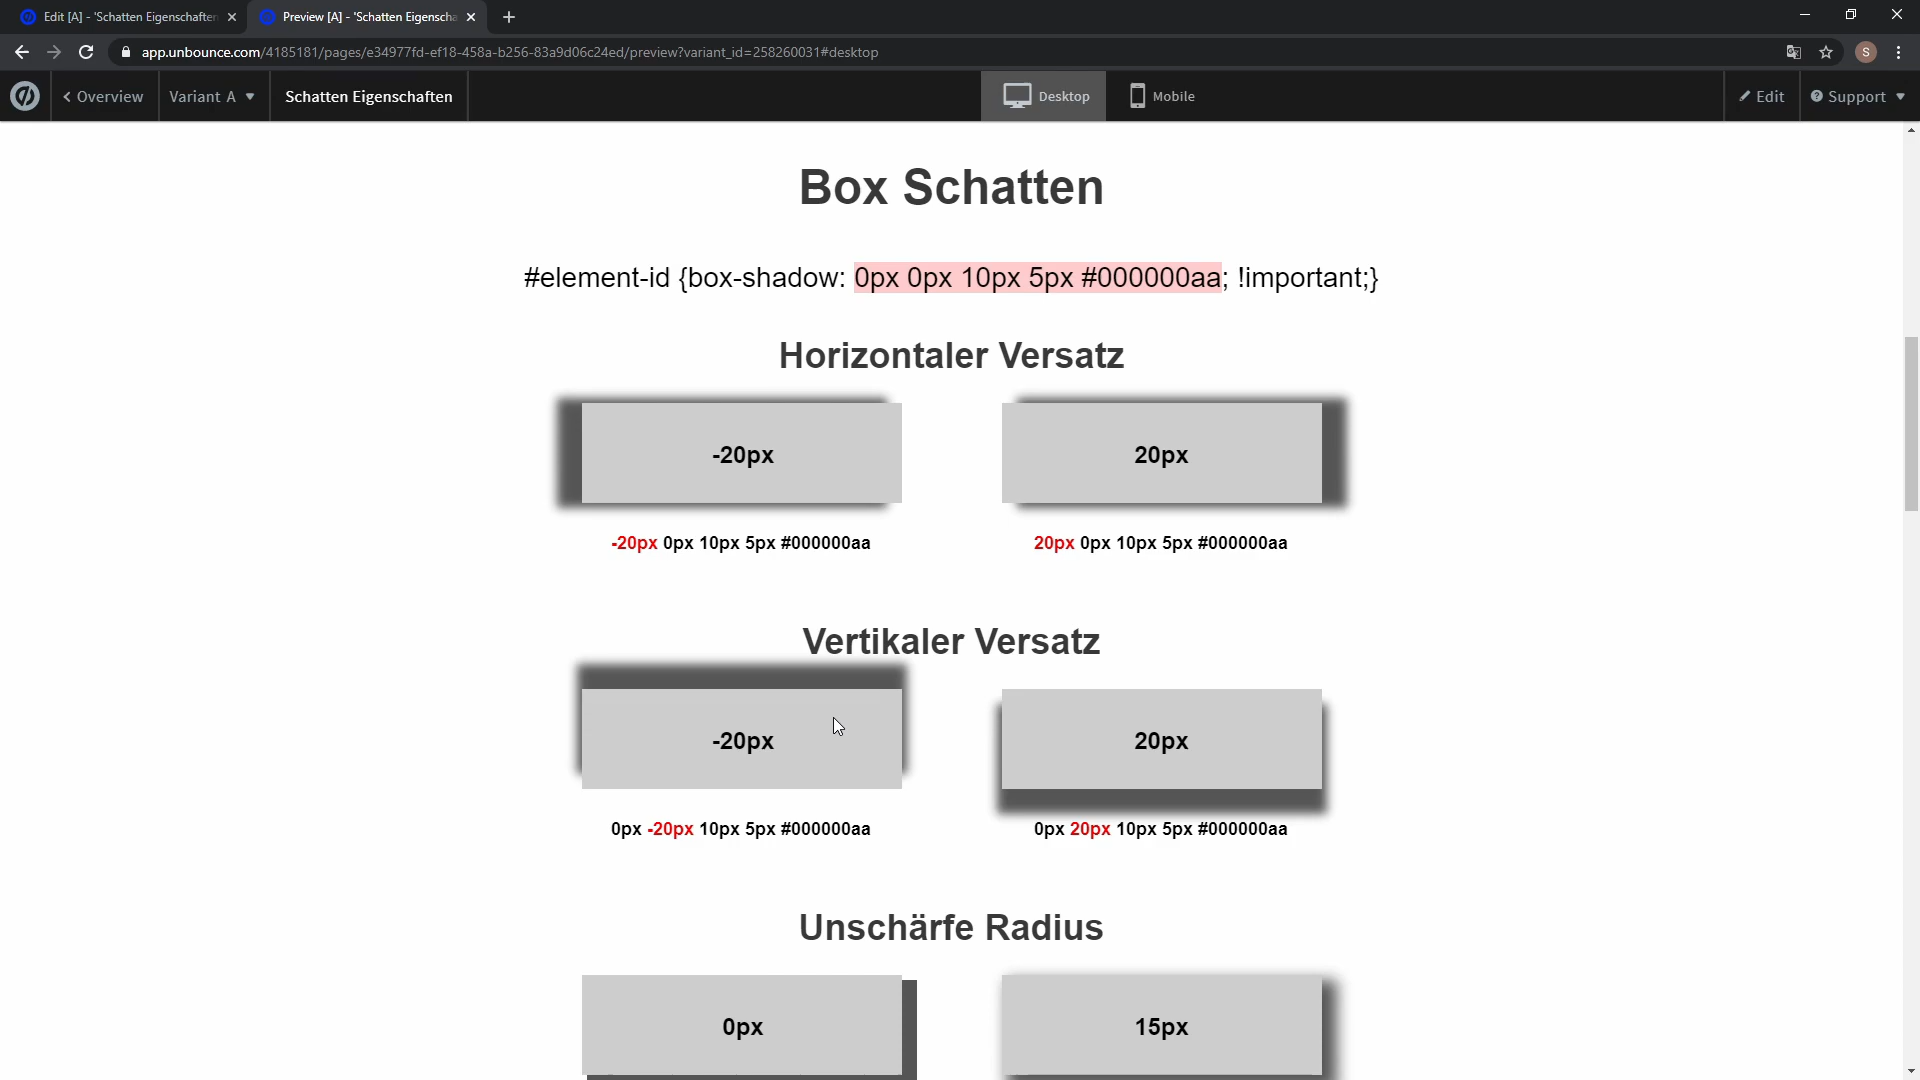 Edit [A] - 'Schatten Eigenschaften
Preview [A] - 'Schatten Eigenscha
app.unbounce.com/4185181/pages/e34977fd-ef18-458a-b256-83a9d06c24ed/preview?variant_id=258260031#desktop
S
Overview
Variant A
Schatten Eigenschaften
Desktop
Mobile
Edit
Support
Box Schatten
#element-id {box-shadow: 0px 0px 10px 5px #000000aa; !important;}
Horizontaler Versatz
-20px
20px
-20px 0px 10px 5px #000000aa
20px 0px 10px 5px #000000aa
Vertikaler Versatz
-20px
20px
0px -20px 10px 5px #000000aa
0px 20px 10px 5px #000000aa
Unschärfe Radius
0px
15px